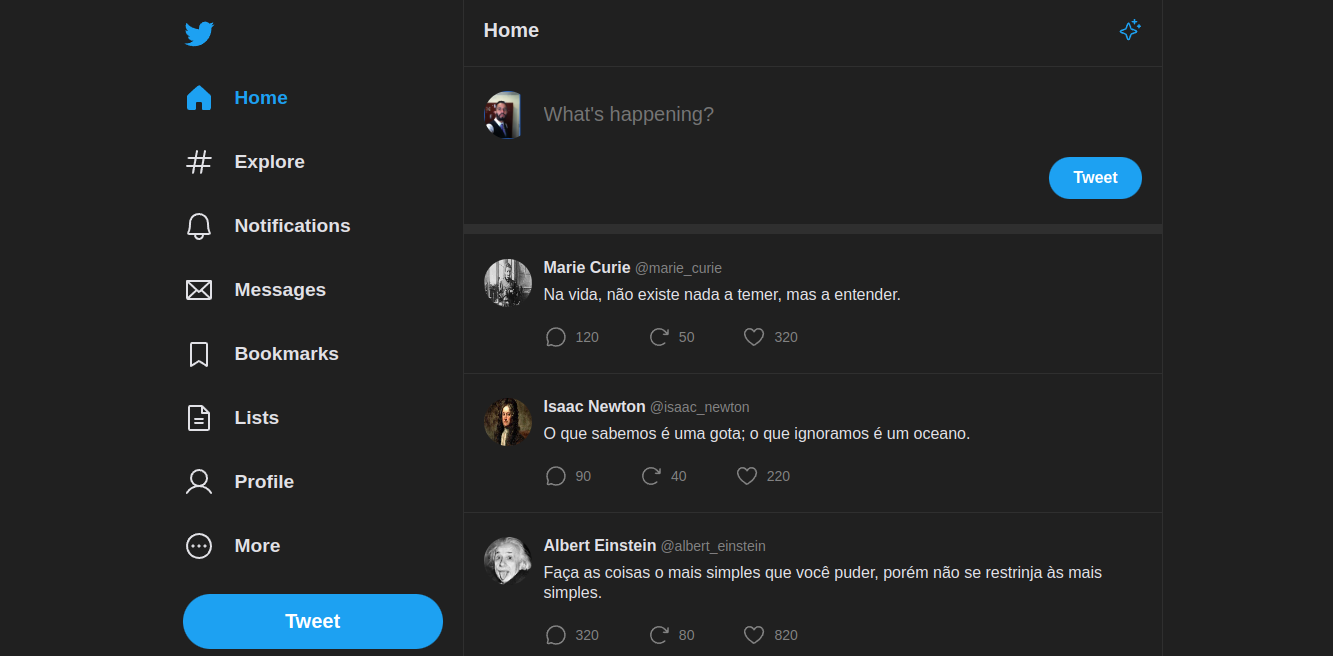 Home
Explore
Notifications
Messages
Bookmarks
Lists
Profile
More
Tweet
Home
What's happening?
Tweet
Marie Curie @marie_curie
Na vida, não existe nada a temer, mas a entender.
120 50 320
Isaac Newton @isaac_newton
O que sabemos é uma gota; o que ignoramos é um oceano.
90 40 220
Albert Einstein @albert_einstein
Faça as coisas o mais simples que você puder, porém não se restrinja às mais
simples.
320 80 820